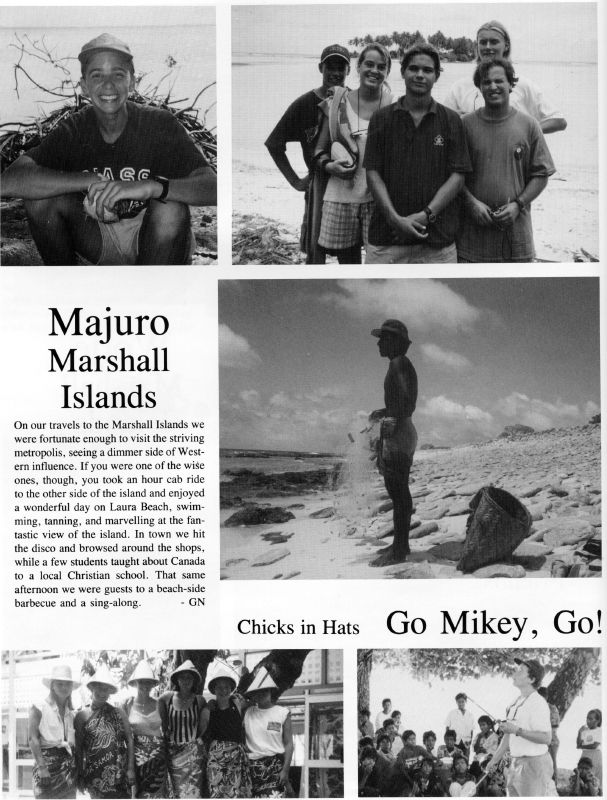 Majuro
Marshall
Islands
On our travels to the Marshall Islands we
were fortunate enough to visit the striving
metropolis, seeing a dimmer side of West-
ern influence. If you were one of the wise
ones, though, you took an hour cab ride
to the other side of the island and enjoyed
a wonderful day on Laura Beach, swim-
ming, tanning, and marvelling at the fan-
tastic view of the island. In town we hit
the disco and browsed around the shops,
while a few students taught about Canada
to a local Christian school. That same
afternoon we were guests to a beach-side
barbecue and a sing-along. - GN
Chicks in Hats
Go Mikey, Go!
SAMOA